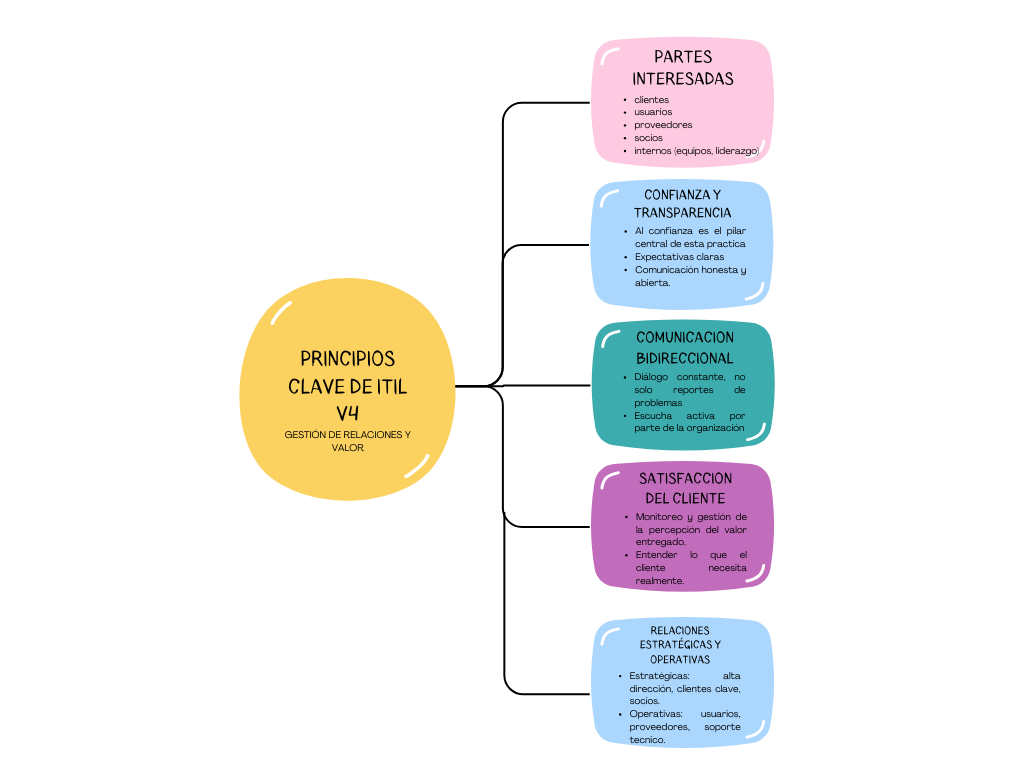 PRINCIPIOS
CLAVE DE ITIL
V4
GESTIÓN DE RELACIONES Y
VALOR
PARTES
INTERESADAS
• clientes
• usuarios
• proveedores
• socios
• internos (equipos, liderazgo)
CONFIANZA Y
TRANSPARENCIA
• Al confianza es el pilar
central de esta practica
• Expectativas claras
• Comunicación honesta y
abierta.
COMUNICACION
BIDIRECCIONAL
• Diálogo constante, no
solo reportes de
problemas
• Escucha activa por
parte de la organización
SATISFACCION
DEL CLIENTE
• Monitoreo y gestión de
la percepción del valor
entregado.
• Entender lo que el
cliente necesita
realmente.
RELACIONES
ESTRATÉGICAS Y
OPERATIVAS
• Estratégicas: alta
dirección, clientes clave,
socios.
• Operativas: usuarios,
proveedores, soporte
tecnico.